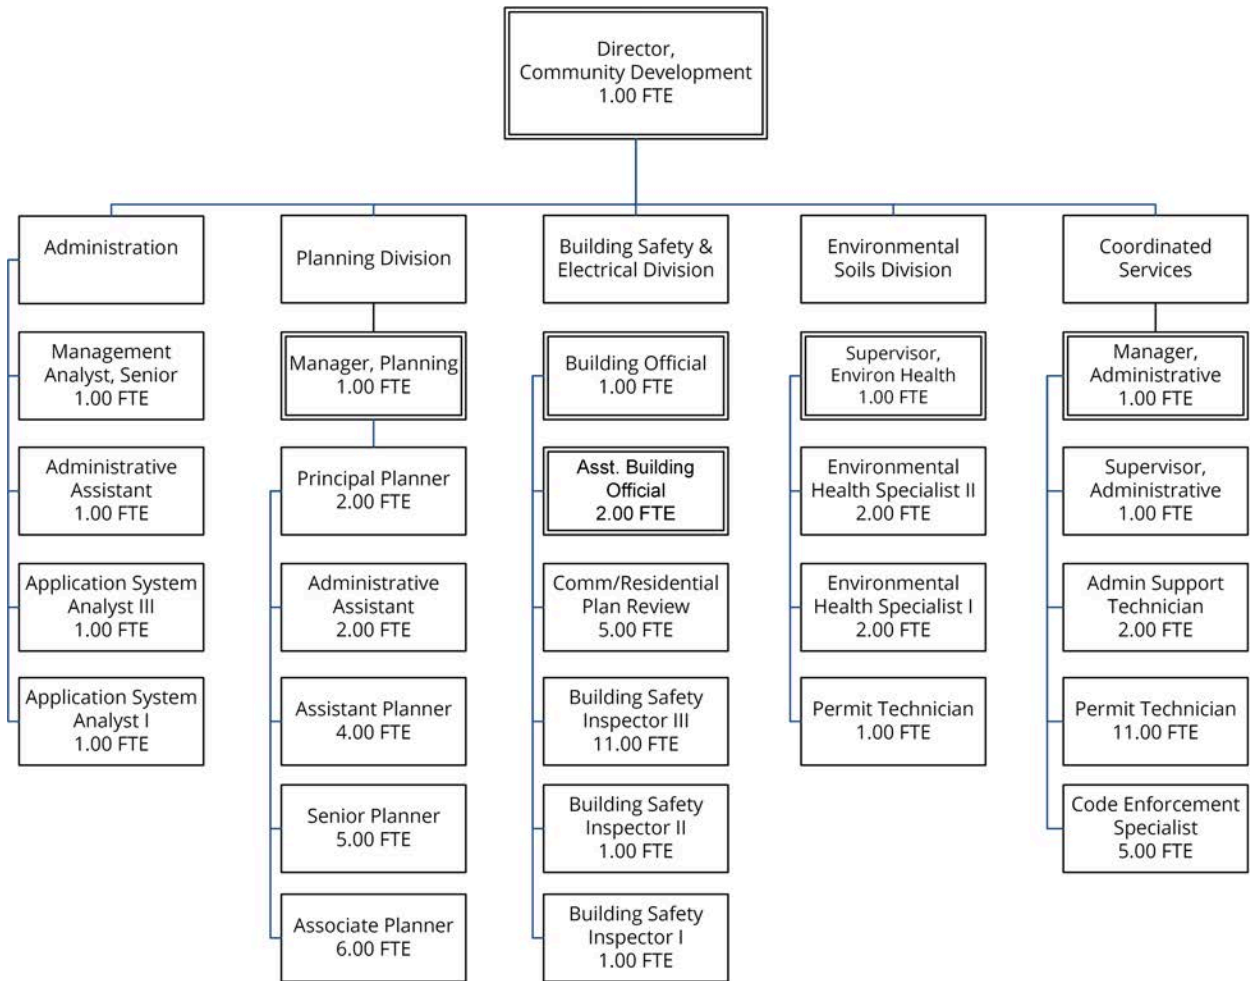 Director,
Community Development
1.00 FTE
Administration
Management
Analyst, Senior
1.00 FTE
Administrative
Assistant
1.00 FTE
Application System
Analyst III
1.00 FTE
Application System
Analyst I
1.00 FTE
Planning Division
Manager, Planning
1.00 FTE
Principal Planner
2.00 FTE
Administrative
Assistant
2.00 FTE
Assistant Planner
4.00 FTE
Senior Planner
5.00 FTE
Associate Planner
6.00 FTE
Building Safety &
Electrical Division
Building Official
1.00 FTE
Asst. Building
Official
2.00 FTE
Comm/Residential
Plan Review
5.00 FTE
Building Safety
Inspector III
11.00 FTE
Building Safety
Inspector II
1.00 FTE
Building Safety
Inspector I
1.00 FTE
Environmental
Soils Division
Supervisor,
Environ Health
1.00 FTE
Environmental
Health Specialist II
2.00 FTE
Environmental
Health Specialist I
2.00 FTE
Permit Technician
1.00 FTE
Coordinated
Services
Manager,
Administrative
1.00 FTE
Supervisor,
Administrative
1.00 FTE
Admin Support
Technician
2.00 FTE
Permit Technician
11.00 FTE
Code Enforcement
Specialist
5.00 FTE